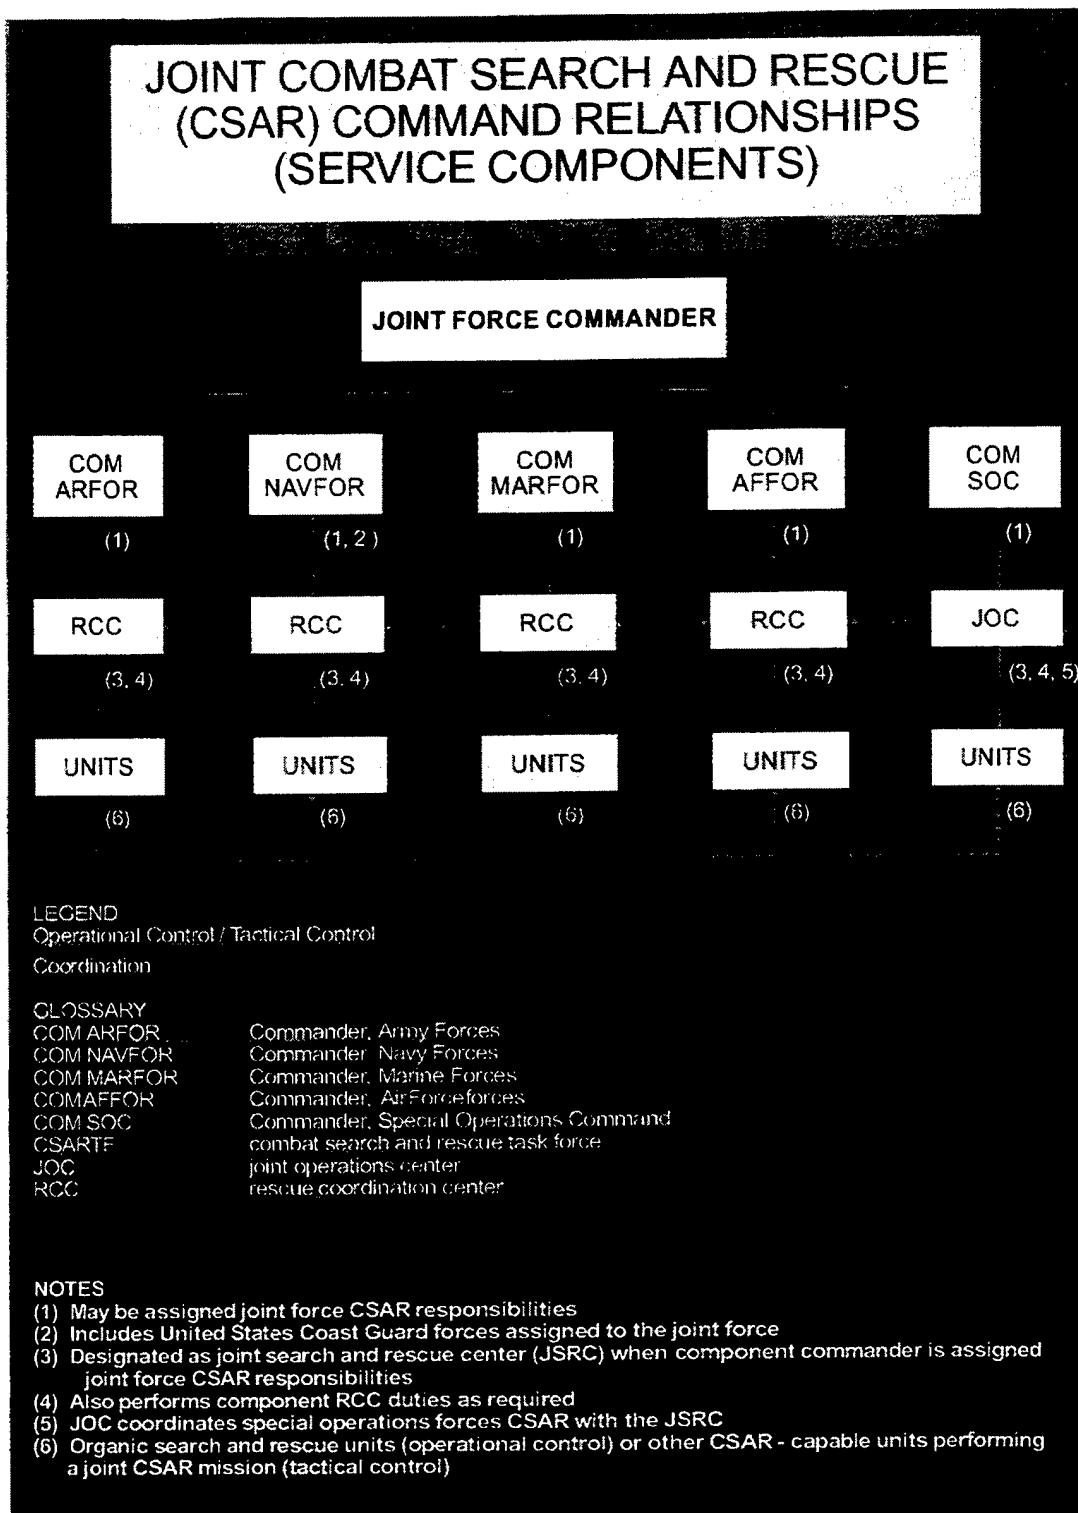 JOINT COMBAT SEARCH AND RESCUE
(CSAR) COMMAND RELATIONSHIPS
(SERVICE COMPONENTS)
JOINT FORCE COMMANDER
COM ARFOR
COM NAVFOR
COM MARFOR
COM AFFOR
COM SOC
(1)
(1, 2)
(1)
(1)
(1)
RCC
RCC
RCC
RCC
JOC
(3, 4)
(3, 4)
(3, 4)
(3, 4)
(3, 4, 5)
UNITS
UNITS
UNITS
UNITS
UNITS
(6)
(6)
(6)
(6)
(6)
LEGEND
Operational Control / Tactical Control
Coordination
GLOSSARY
COM ARFOR Commander, Army Forces
COM NAVFOR Commander Navy Forces
COM MARFOR Commander, Marine Forces
COMAFFOR Commander, AirForceforces
COM SOC Commander, Special Operations Command
CSARTF combat search and rescue task force
JOC joint operations center
RCC rescue coordination center
NOTES
(1) May be assigned joint force CSAR responsibilities
(2) Includes United States Coast Guard forces assigned to the joint force
(3) Designated as joint search and rescue center (JSRC) when component commander is assigned
joint force CSAR responsibilities
(4) Also performs component RCC duties as required
(5) JOC coordinates special operations forces CSAR with the JSRC
(6) Organic search and rescue units (operational control) or other CSAR - capable units performing
a joint CSAR mission (tactical control)